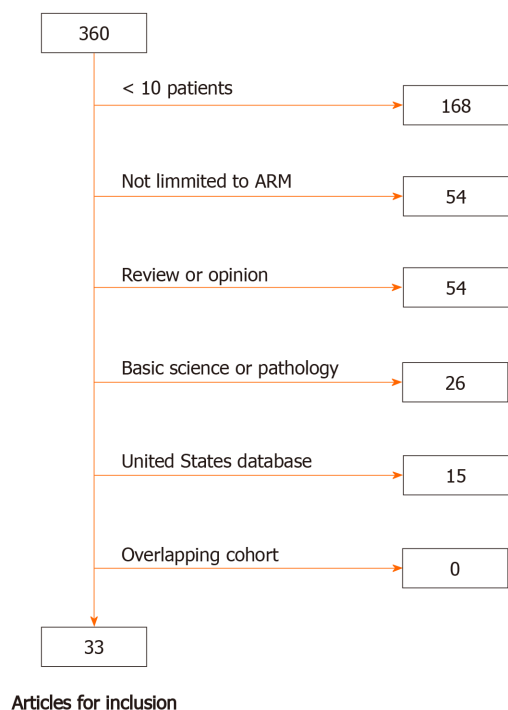 360
< 10 patients
168
Not limmited to ARM
54
Review or opinion
54
Basic science or pathology
26
United States database
15
Overlapping cohort
0
33
Articles for inclusion